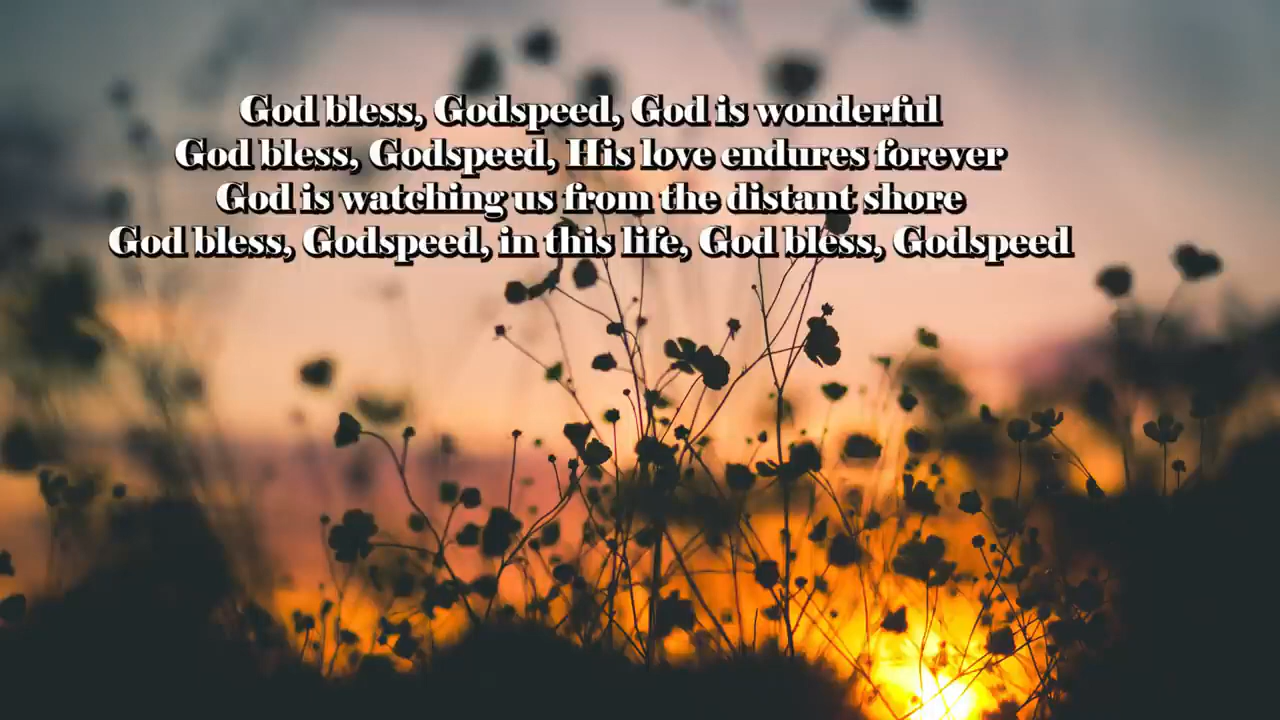 God bless, Godspeed, God is wonderful
God bless, Godspeed, His love endures forever
God is watching us from the distant shore
God bless, Godspeed, in this life, God bless, Godspeed